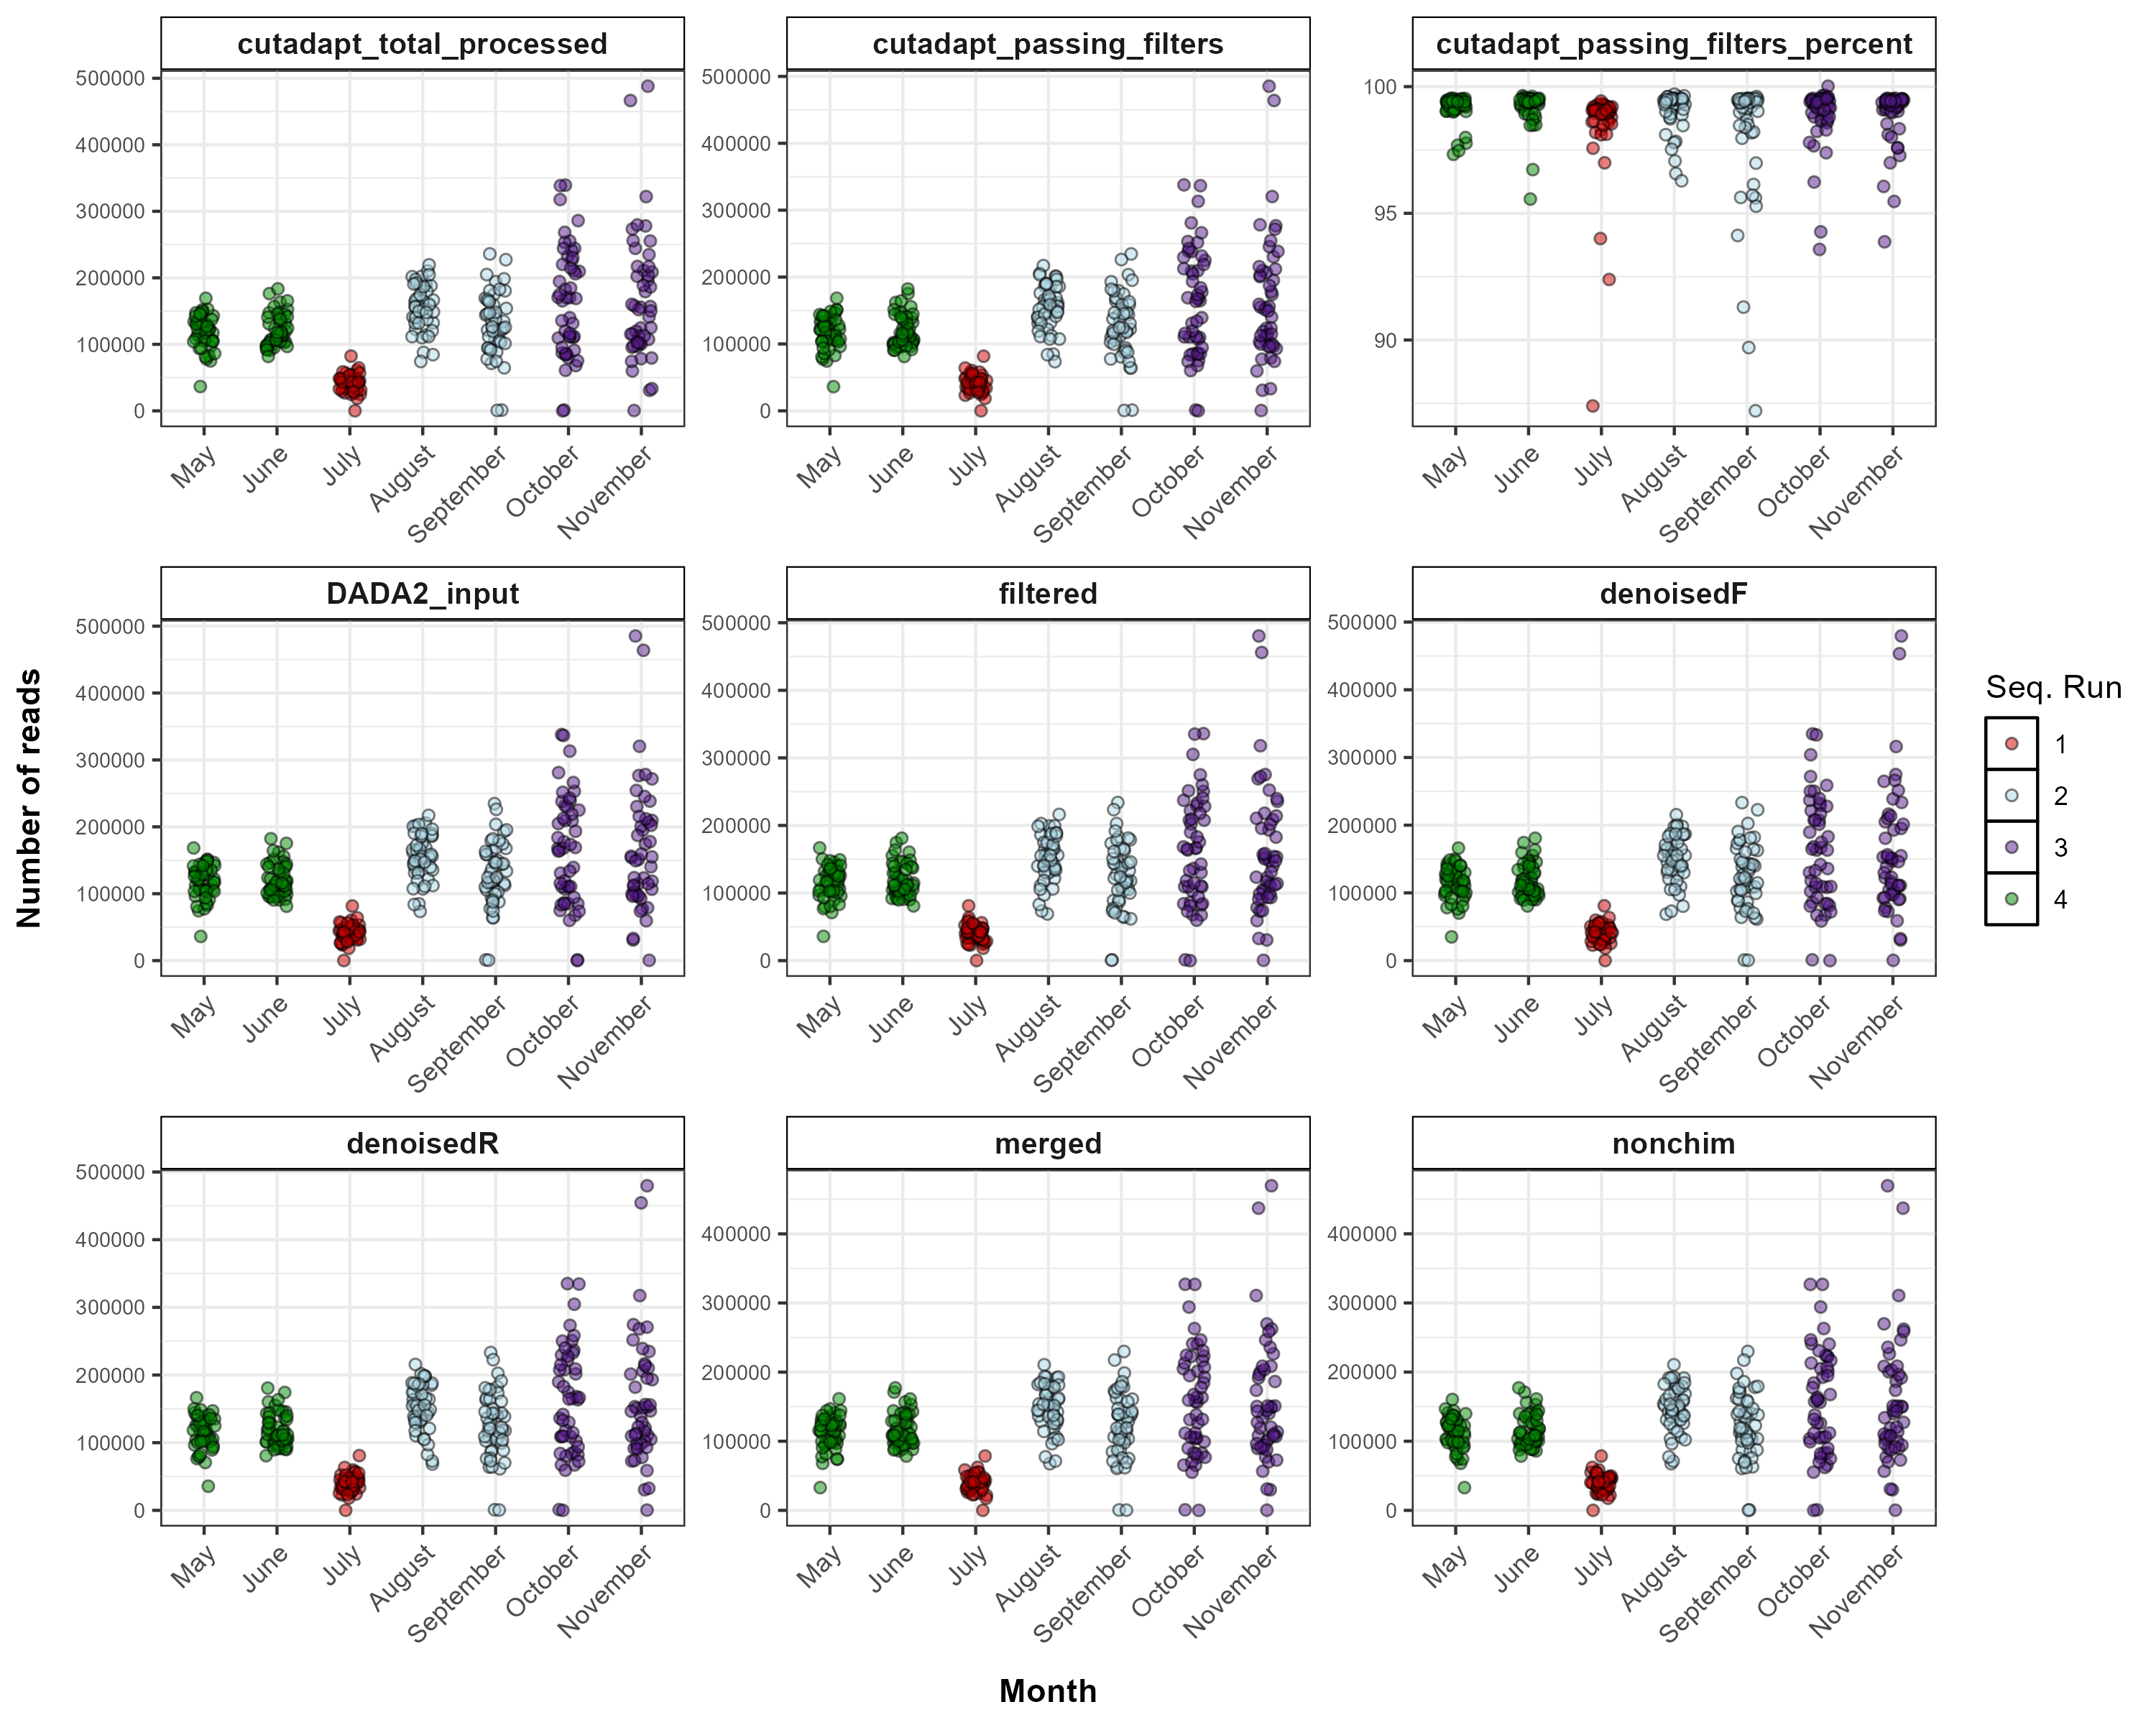 cutadapt_total_processed
cutadapt_passing_filters
cutadapt_passing_filters_percent
500000
400000
300000
200000
100000
0
500000
400000
300000
200000
100000
0
100
95
90
May
June
July
August
September
October
November
May
June
July
August
September
October
November
May
June
July
August
September
October
November
DADA2_input
filtered
denoisedF
500000
400000
300000
200000
100000
0
500000
400000
300000
200000
100000
0
500000
400000
300000
200000
100000
0
May
June
July
August
September
October
November
May
June
July
August
September
October
November
May
June
July
August
September
October
November
denoisedR
merged
nonchim
500000
400000
300000
200000
100000
0
400000
300000
200000
100000
0
400000
300000
200000
100000
0
May
June
July
August
September
October
November
May
June
July
August
September
October
November
May
June
July
August
September
October
November
Number of reads
Month
Seq. Run
1
2
3
4